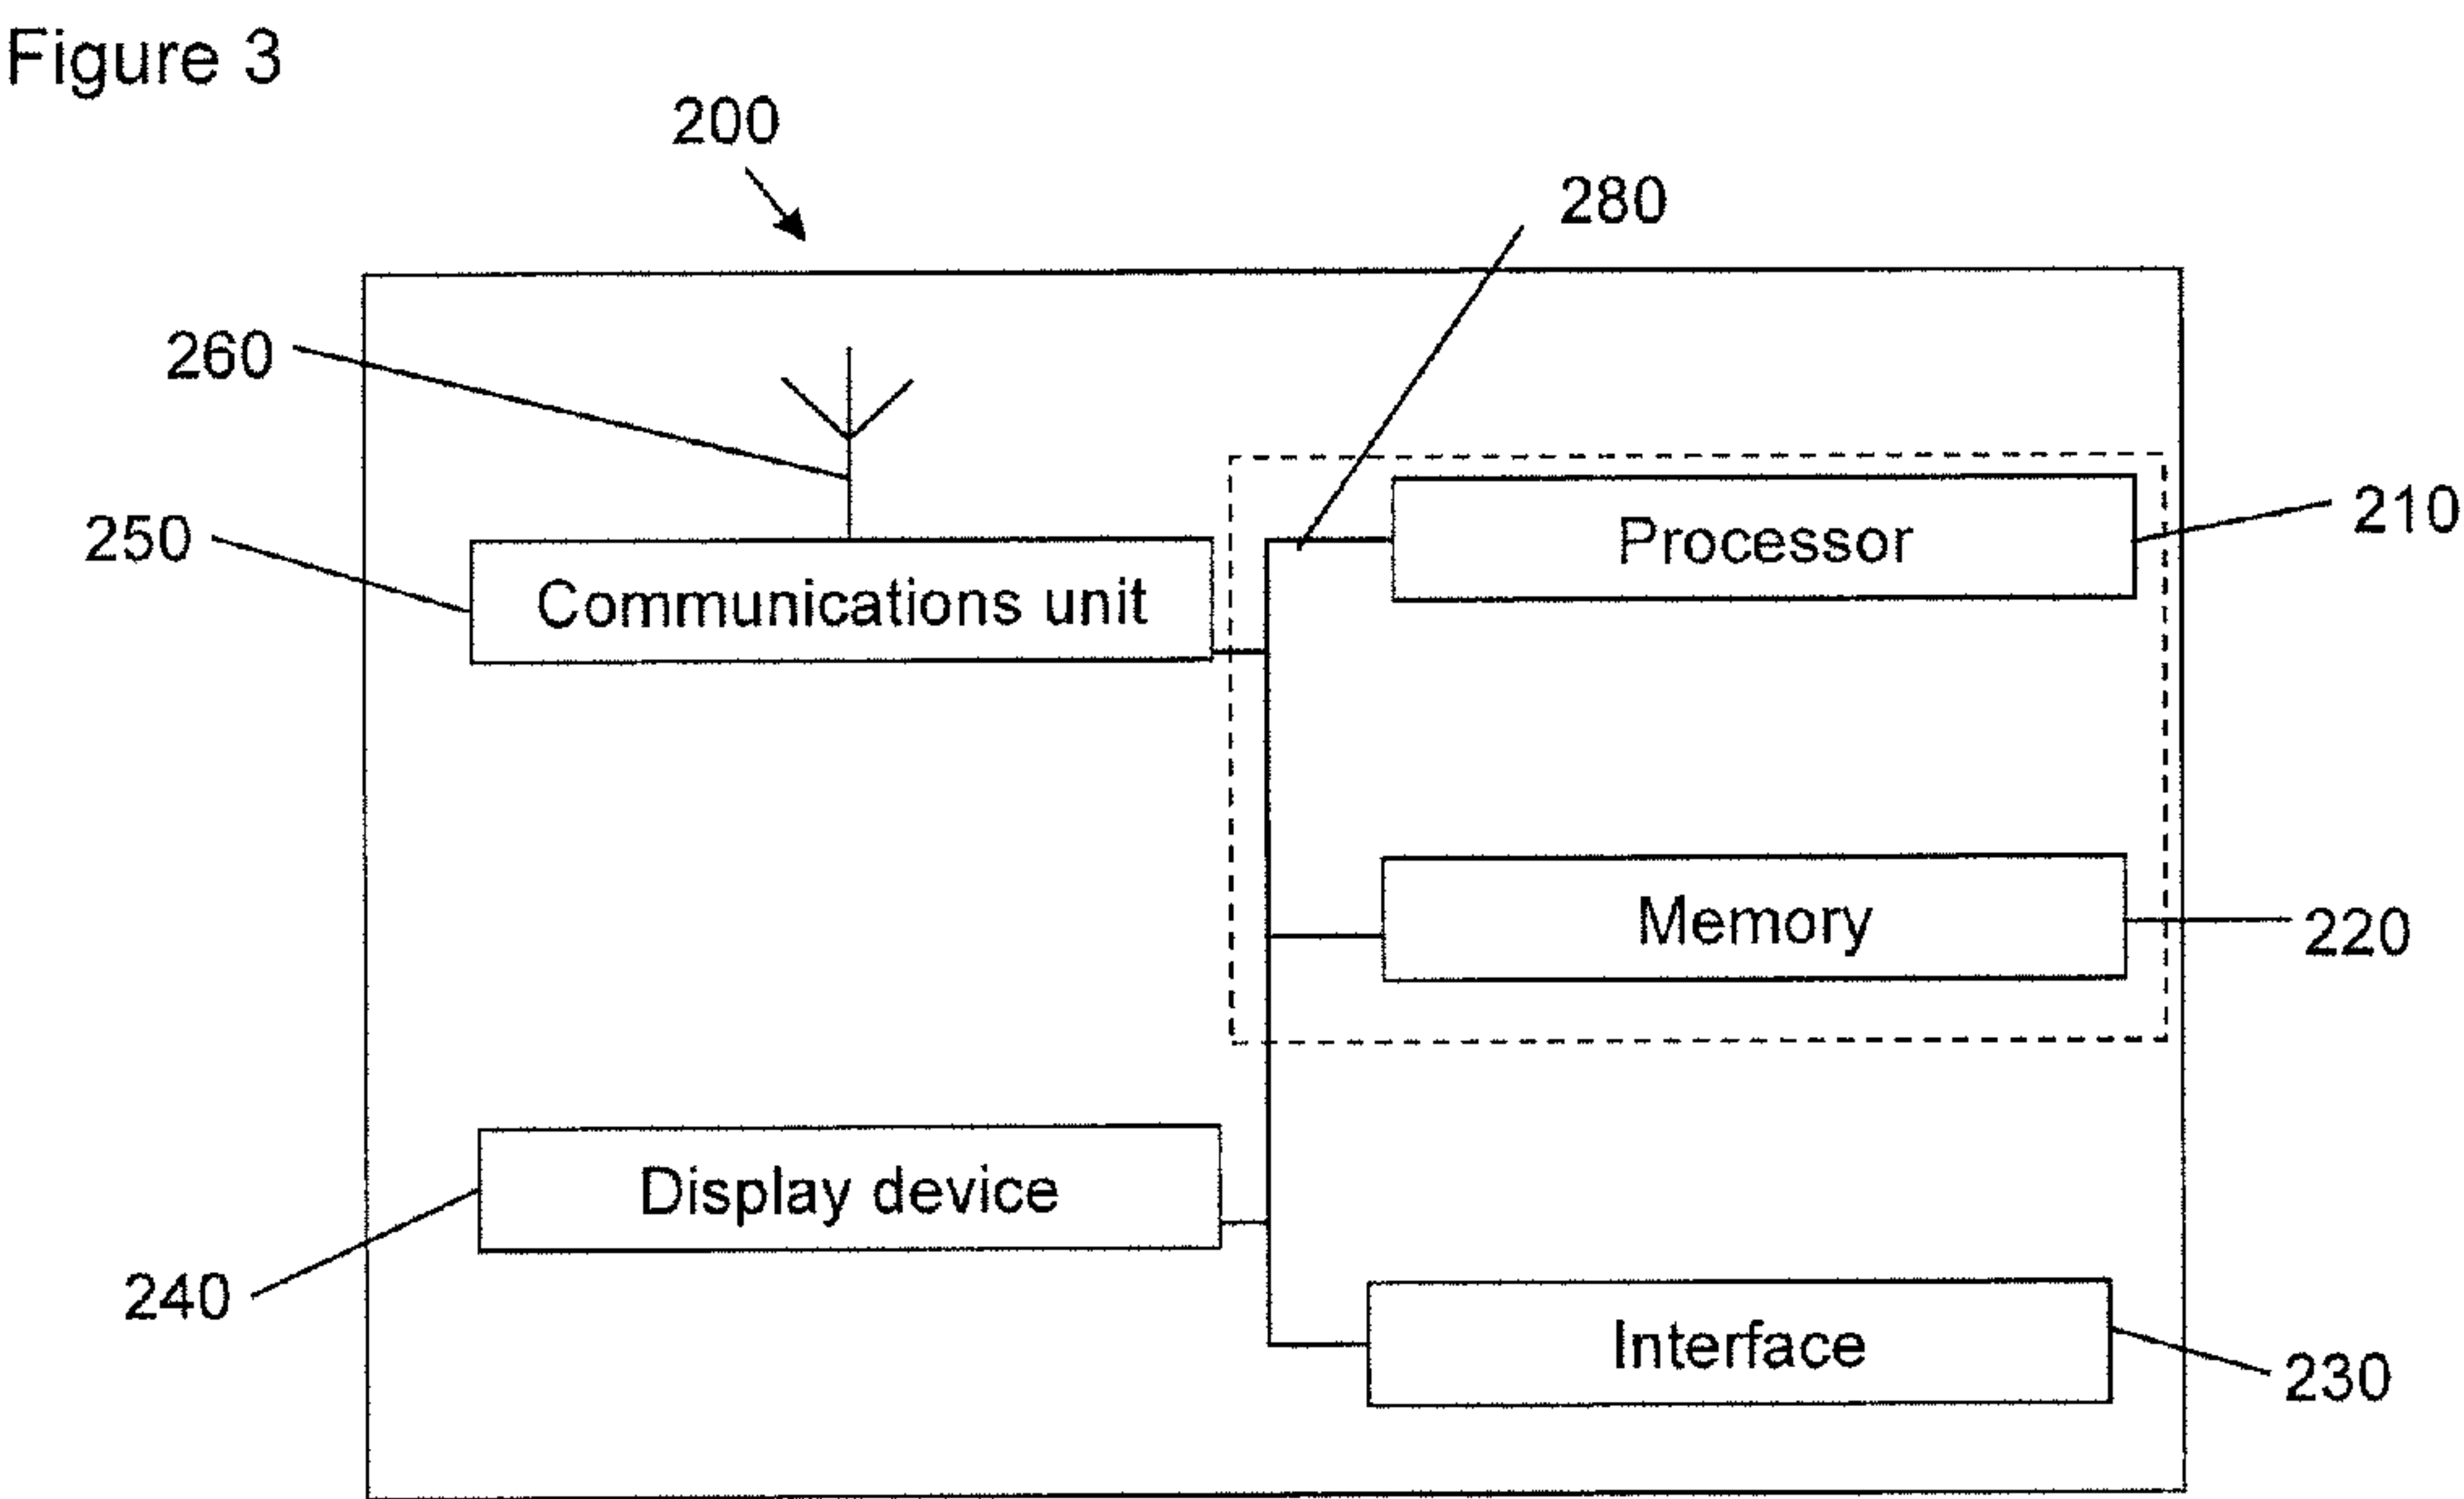 Figure 3
200
280
260
210
Processor
250
Communications unit
Memory
220
Display device
240
Interface
230